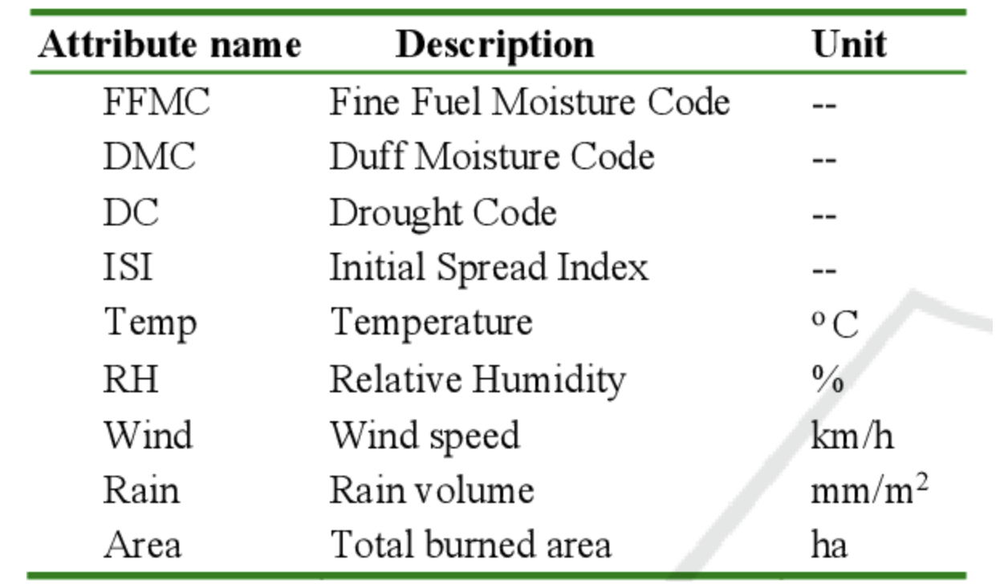 Attribute name Description Unit
FFMC Fine Fuel Moisture Code --
DMC Duff Moisture Code --
DC Drought Code --
ISI Initial Spread Index --
Temp Temperature ᵒC
RH Relative Humidity %
Wind Wind speed km/h
Rain Rain volume mm/m²
Area Total burned area ha